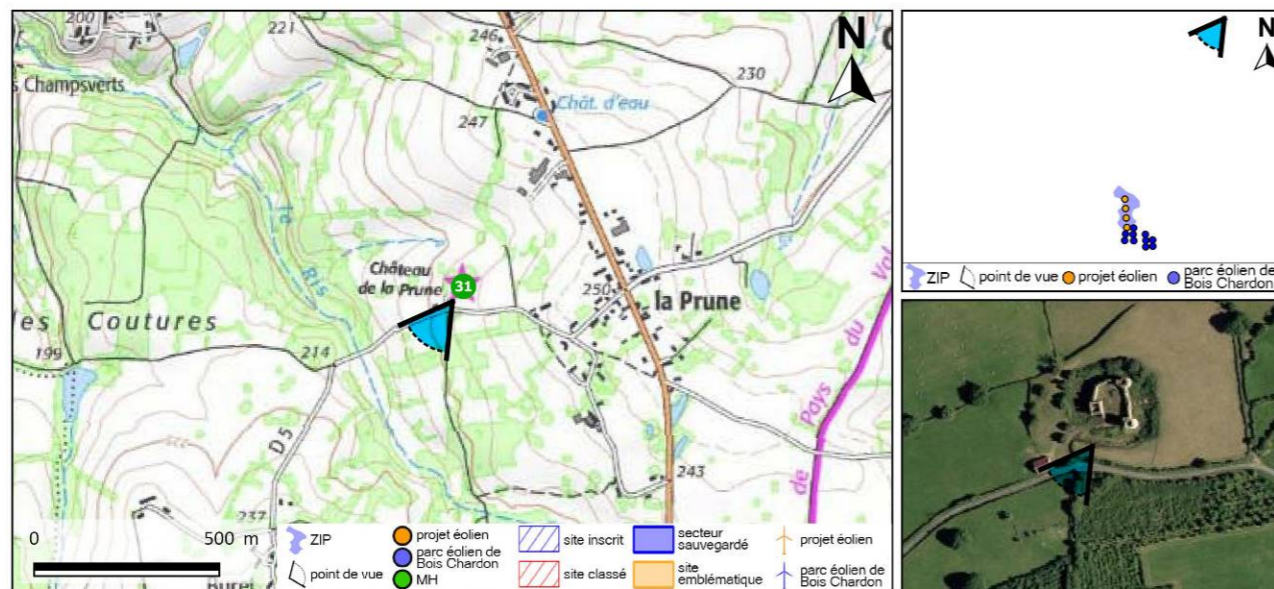 200
221
246
N
230
s Champsverts
Chât. d'eau
247
le
Ris
Château
de la Prune
31
250
la Prune
les Coutures
199
214
D 5
de
Pays
du
Val
243
237
Buret
0 500 m
ZIP
point de vue
projet éolien
parc éolien de
Bois Chardon
MH
site inscrit
site classé
secteur
sauvegardé
site
emblématique
projet éolien
parc éolien de
Bois Chardon
N
ZIP
point de vue
projet éolien
parc éolien de
Bois Chardon